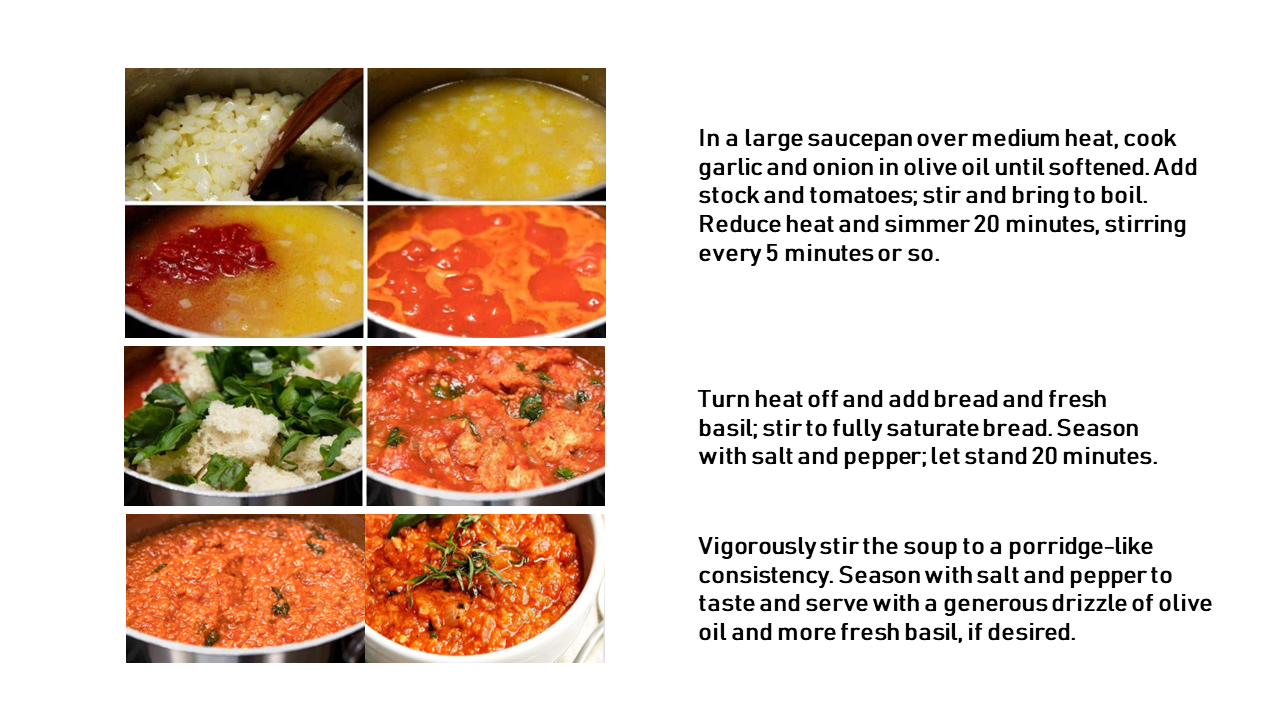 In a large saucepan over medium heat, cook
garlic and onion in olive oil until softened. Add
stock and tomatoes; stir and bring to boil.
Reduce heat and simmer 20 minutes, stirring
every 5 minutes or so.
Turn heat off and add bread and fresh
basil; stir to fully saturate bread. Season
with salt and pepper; let stand 20 minutes.
Vigorously stir the soup to a porridge-like
consistency. Season with salt and pepper to
taste and serve with a generous drizzle of olive
oil and more fresh basil, if desired.